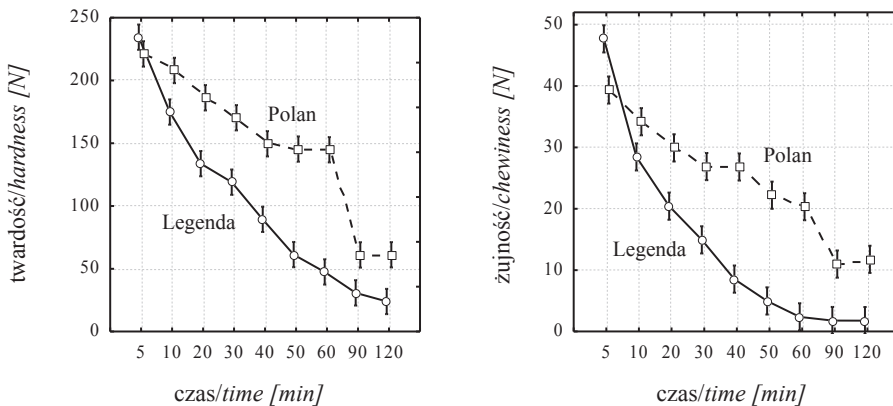 twardość/hardness [N]
250
200
150
100
50
0
Polan
Legenda
5 10 20 30 40 50 60 90 120
czas/time [min]
żujność/chewiness [N]
50
40
30
20
10
0
Polan
Legenda
5 10 20 30 40 50 60 90 120
czas/time [min]